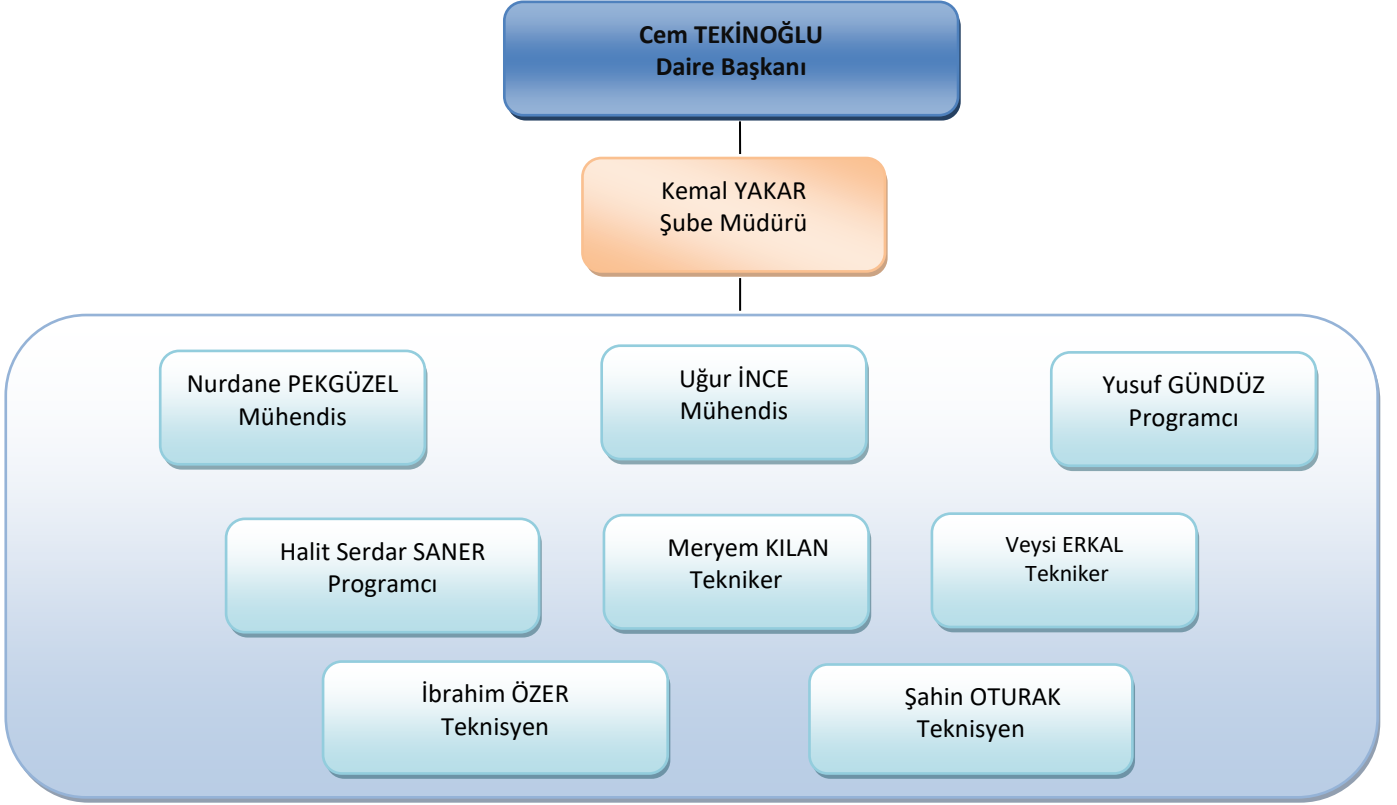 Cem TEKİNOĞLU
Daire Başkanı
Kemal YAKAR
Şube Müdürü
Nurdane PEKGÜZEL
Mühendis
Uğur İNCE
Mühendis
Yusuf GÜNDÜZ
Programcı
Halit Serdar SANER
Programcı
Meryem KILAN
Tekniker
Veysi ERKAL
Tekniker
İbrahim ÖZER
Teknisyen
Şahin OTURAK
Teknisyen